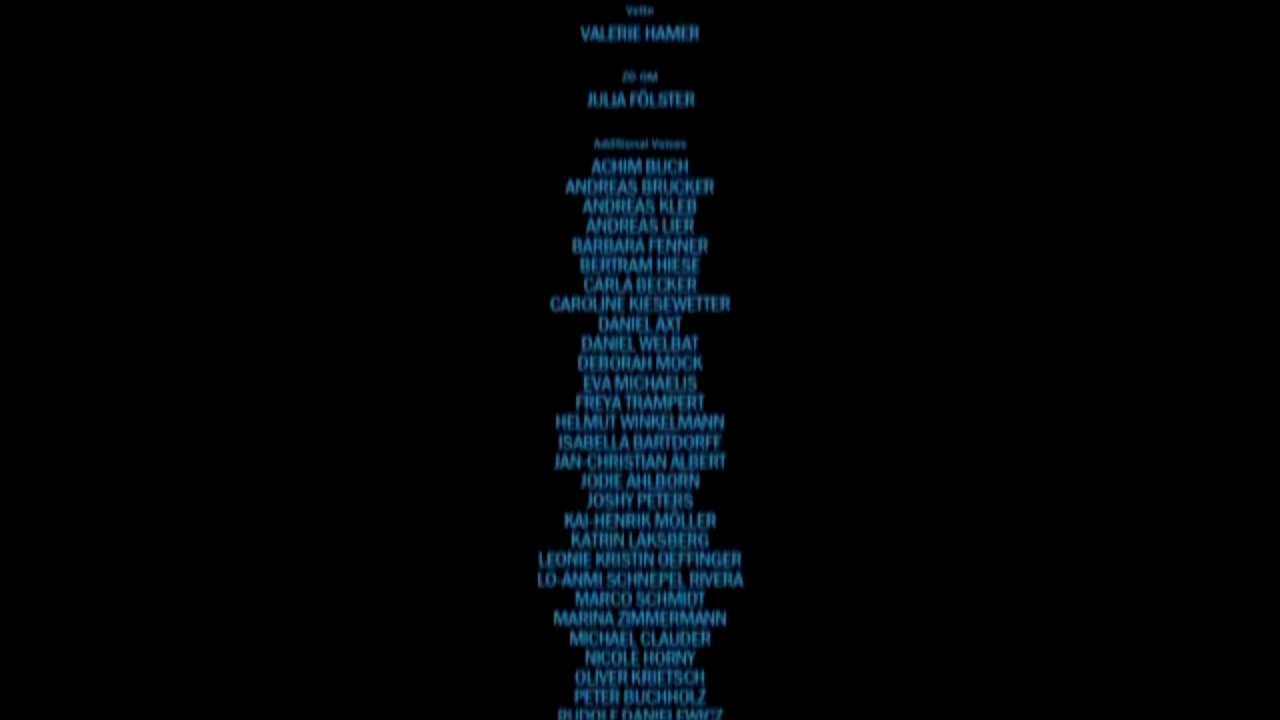 VALERIE HAMER
JULIA FÖLSTER
Additional Voices
ACHIM BUCH
ANDREAS BRUCKER
ANDREAS KLEB
ANDREAS LIER
BARBARA FENNER
BERTRAM HIESE
CARLA BECKER
CAROLINE KIESEWETTER
DANIEL AXT
DANIEL WELBAT
DEBORAH MOCK
EVA MICHAELIS
FREYA TRAMPERT
HELMUT WINKELMANN
ISABELLA BARTDORFF
JAN-CHRISTIAN ALBERT
JODIE AHLBORN
JOSHY PETERS
KAI-HENRIK MÖLLER
KATRIN LAKSBERG
LEONIE KRISTIN OEFFINGER
LO-ANMI SCHNEPEL RIVERA
MARCO SCHMIDT
MARINA ZIMMERMANN
MICHAEL CLAUDER
NICOLE HORNY
OLIVER KRIETSCH
PETER BUCHHOLZ
RUDOLF DANIELEWICZ